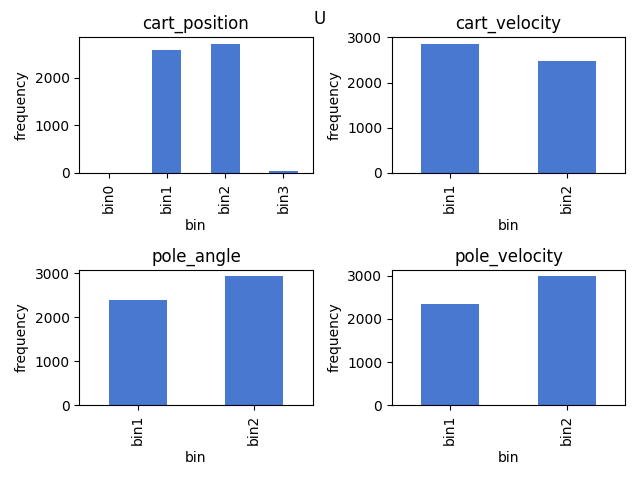 U
cart_position
frequency
2000
1000
0
bin0 bin1 bin2 bin3
bin
cart_velocity
frequency
3000
2000
1000
0
bin1 bin2
bin
pole_angle
frequency
3000
2000
1000
0
bin1 bin2
bin
pole_velocity
frequency
3000
2000
1000
0
bin1 bin2
bin